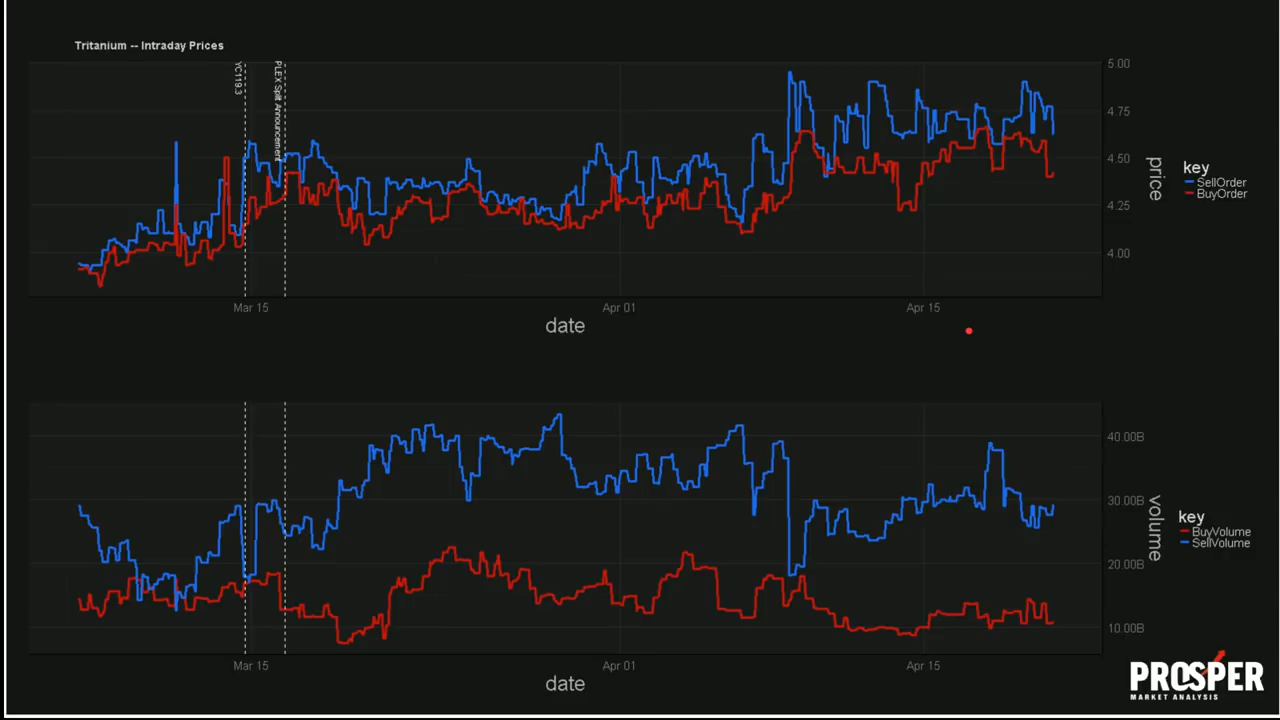 Tritanium -- Intraday Prices
YC119.3
PLEX Split Announcement
5.00
4.75
4.50
4.25
4.00
price
key
SellOrder
BuyOrder
Mar 15
Apr 01
Apr 15
date
40.00B
30.00B
20.00B
10.00B
volume
key
BuyVolume
SellVolume
Mar 15
Apr 01
Apr 15
date
PROSPER
MARKET ANALYSIS